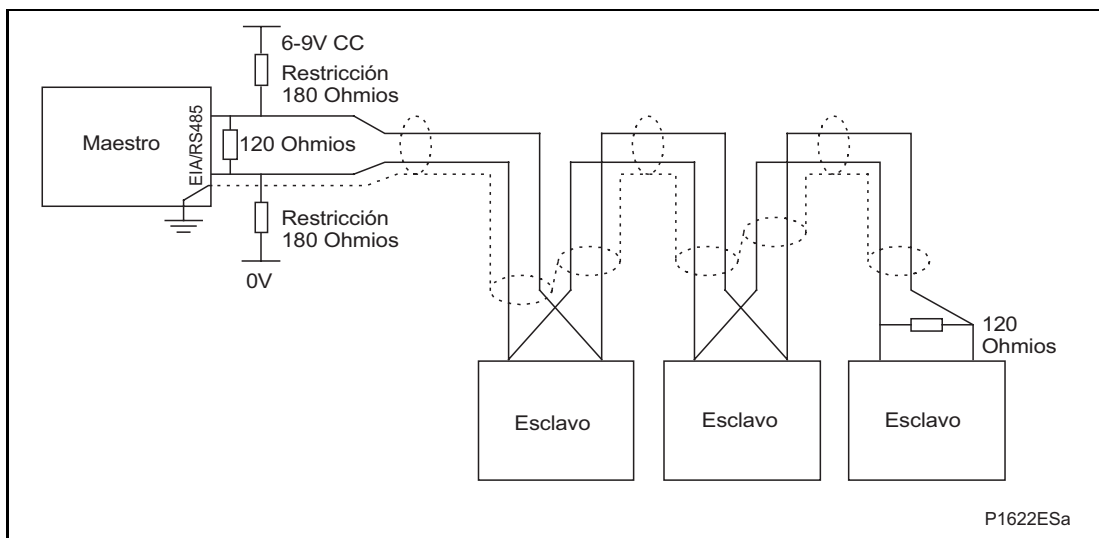 6-9V CC
Restricción
180 Ohmios
Maestro
EIA/RS485
120 Ohmios
Restricción
180 Ohmios
0V
120
Ohmios
Esclavo
Esclavo
Esclavo
P1622ESa